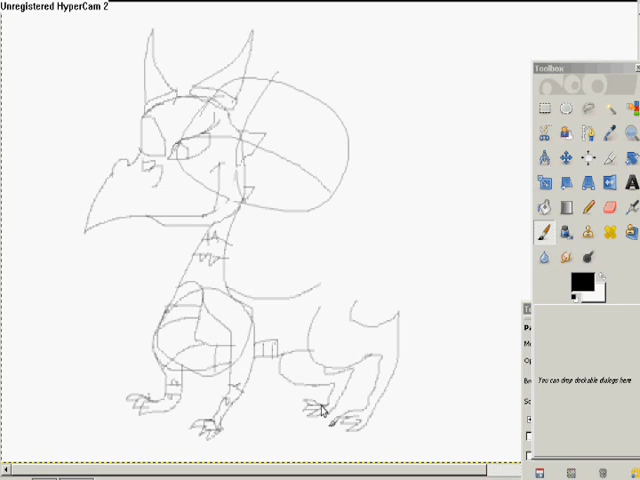 Unregistered HyperCam 2
Toolbox
You can drop dockable dialogs here